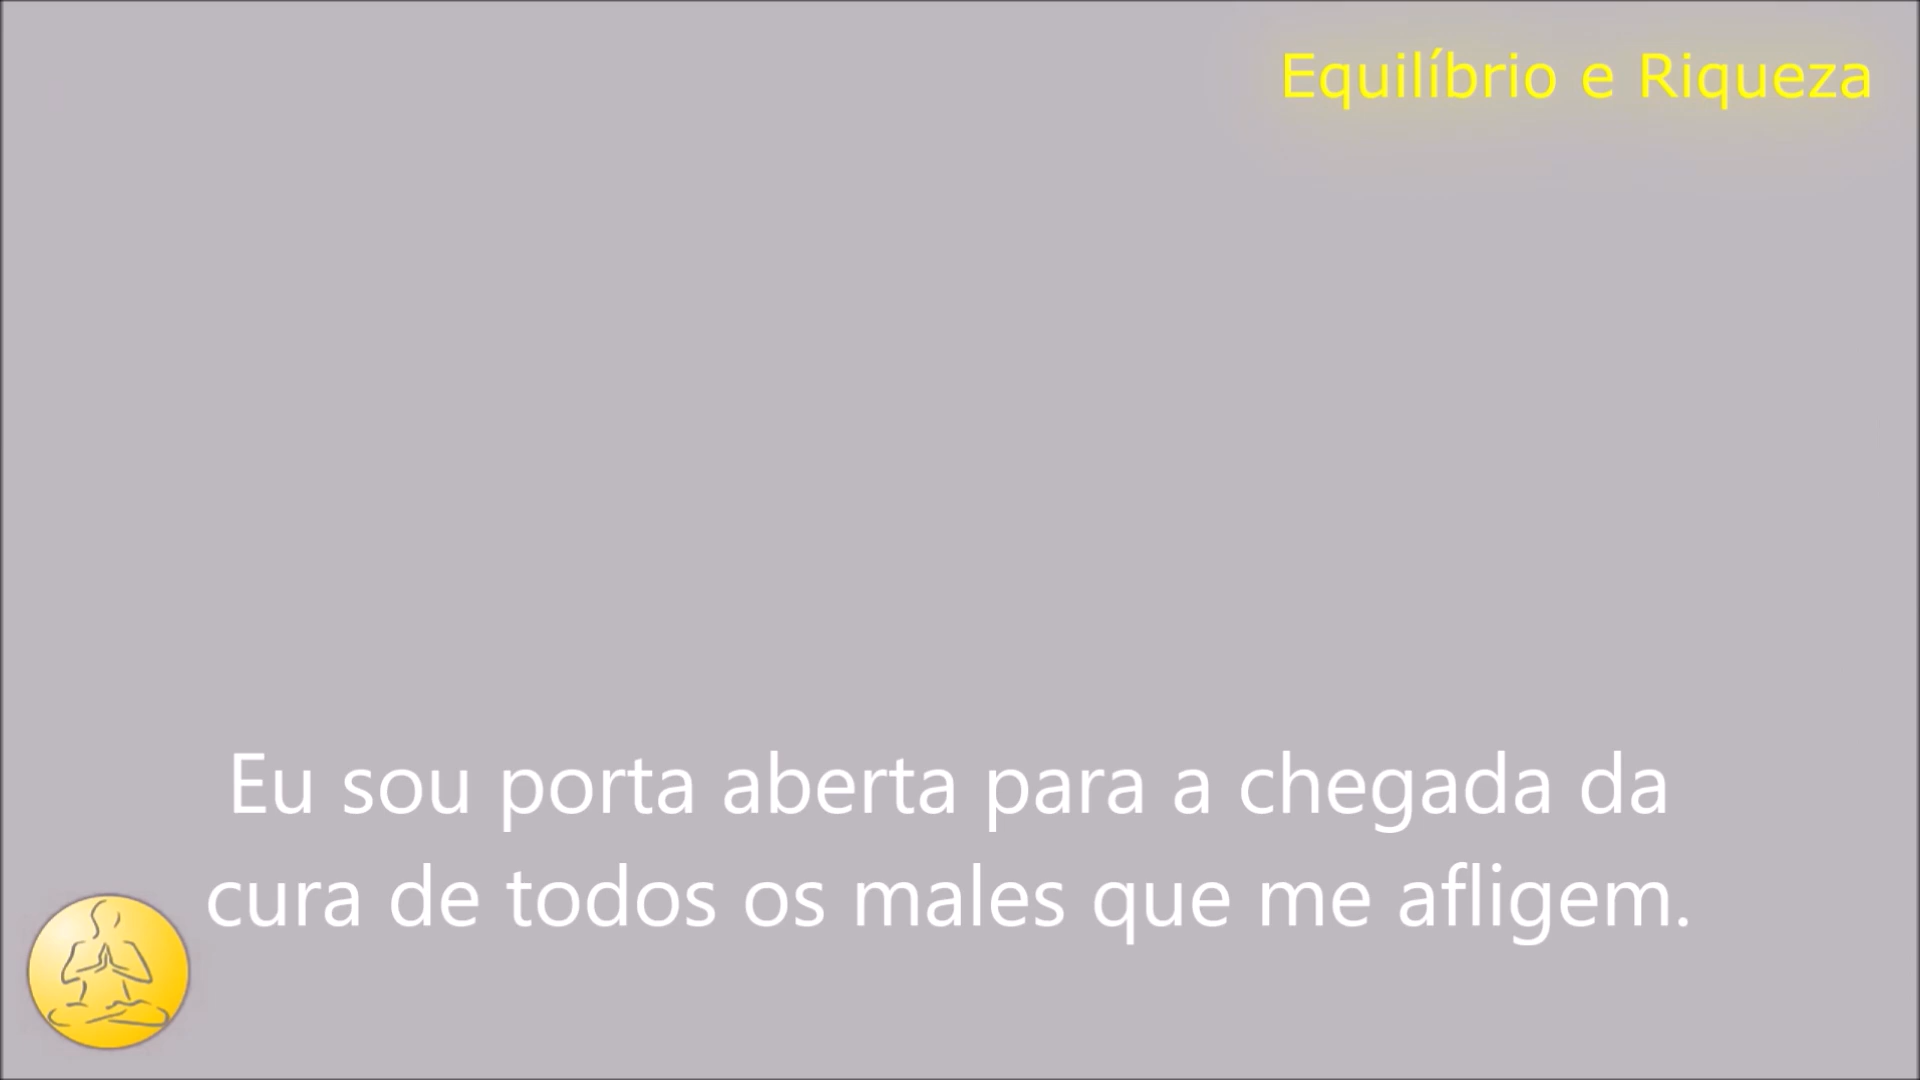 Equilíbrio e Riqueza
Eu sou porta aberta para a chegada da
cura de todos os males que me afligem.